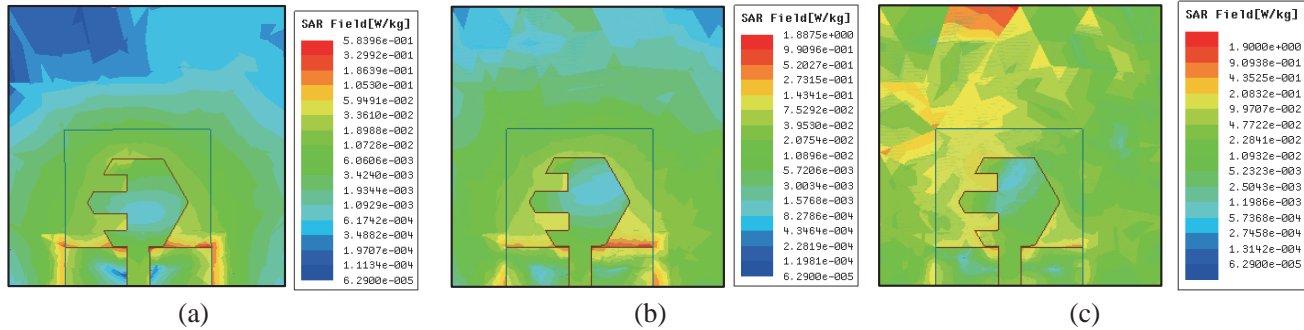 SAR Field[W/kg]
5.8396e-001
3.2992e-001
1.8639e-001
1.0530e-001
5.9491e-002
3.3610e-002
1.8988e-002
1.0728e-002
6.0606e-003
3.4240e-003
1.9344e-003
1.0929e-003
6.1742e-004
3.4882e-004
1.9707e-004
1.1134e-004
6.2900e-005
(a)
SAR Field[W/kg]
1.8875e+000
9.9096e-001
5.2027e-001
2.7315e-001
1.4341e-001
7.5292e-002
3.9530e-002
2.0754e-002
1.0896e-002
5.7206e-003
3.0034e-003
1.5768e-003
8.2786e-004
4.3464e-004
2.2819e-004
1.1981e-004
6.2900e-005
(b)
SAR Field[W/kg]
1.9000e+000
9.0938e-001
4.3525e-001
2.0832e-001
9.9707e-002
4.7722e-002
2.2841e-002
1.0932e-002
5.2323e-003
2.5043e-003
1.1986e-003
5.7368e-004
2.7458e-004
1.3142e-004
6.2900e-005
(c)